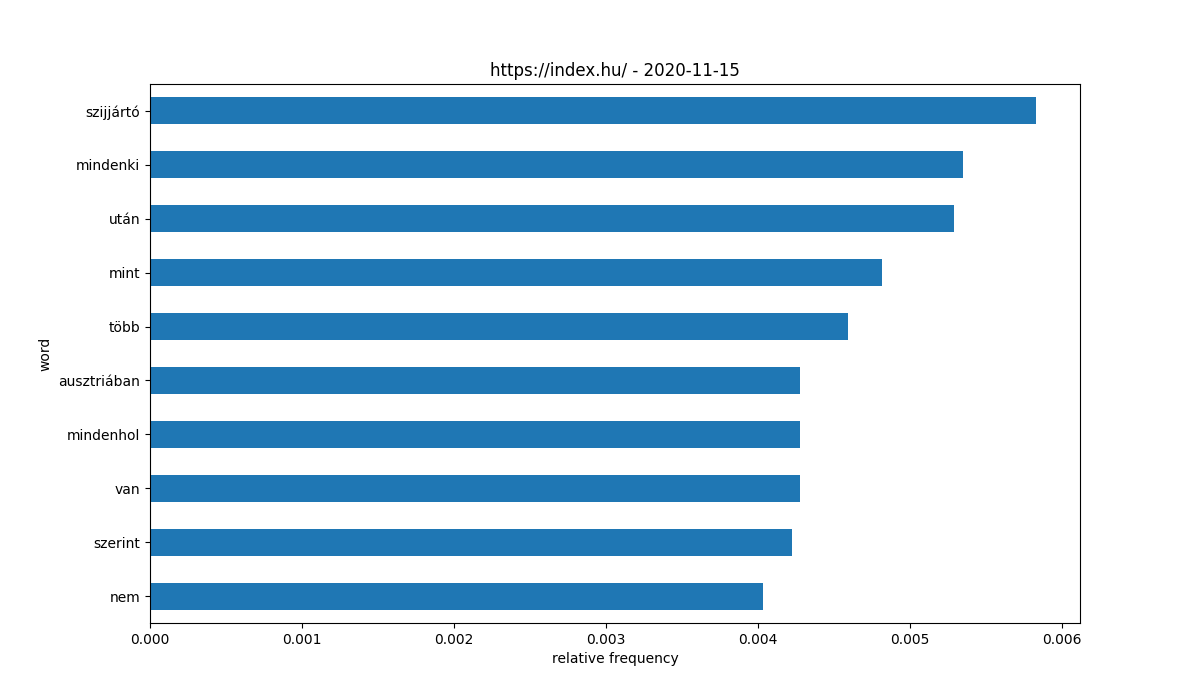 https://index.hu/ - 2020-11-15
szijjártó
mindenki
után
mint
több
ausztriában
mindenhol
van
szerint
nem
word
0.000 0.001 0.002 0.003 0.004 0.005 0.006
relative frequency